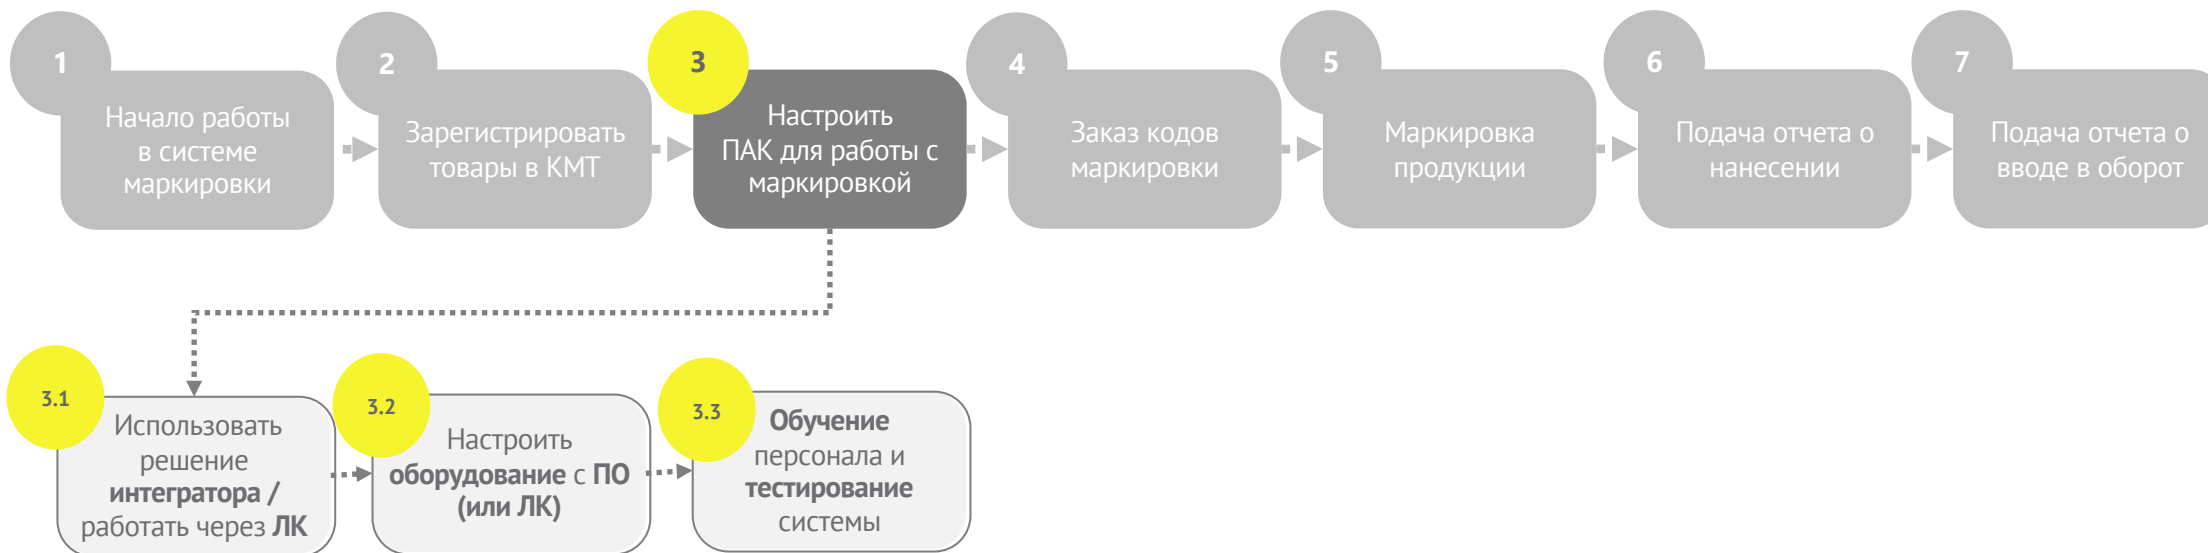 1
Начало работы
в системе
маркировки
2
Зарегистрировать
товары в КМТ
3
Настроить
ПАК для работы с
маркировкой
4
Заказ кодов
маркировки
5
Маркировка
продукции
6
Подача отчета о
нанесении
7
Подача отчета о
вводе в оборот
3.1
Использовать
решение
интегратора /
работать через ЛК
3.2
Настроить
оборудование с ПО
(или ЛК)
3.3
Обучение
персонала и
тестирование
системы